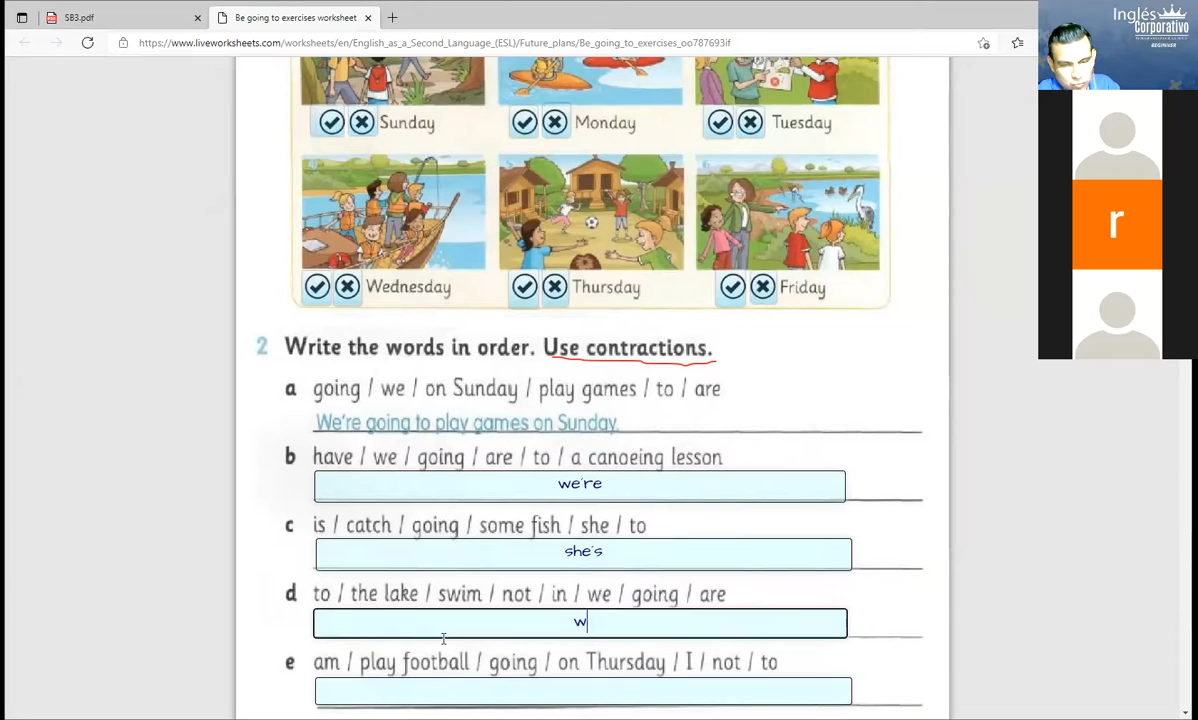 SB3.pdf
Be going to exercises worksheet
https://www.liveworksheets.com/worksheets/en/English_as_a_Second_Language_(ESL)/Future_plans/Be_going_to_exercises_oo787693if
Inglés
Corporativo
BEGINNER
Sunday
Monday
Tuesday
Wednesday
Thursday
Friday
r
2 Write the words in order. Use contractions.
a going / we / on Sunday / play games / to / are
We're going to play games on Sunday.
b have / we / going / are / to / a canoeing lesson
we're
c is / catch / going / some fish / she / to
she's
d to / the lake / swim / not / in / we / going / are
w
e am / play football / going / on Thursday / I / not / to